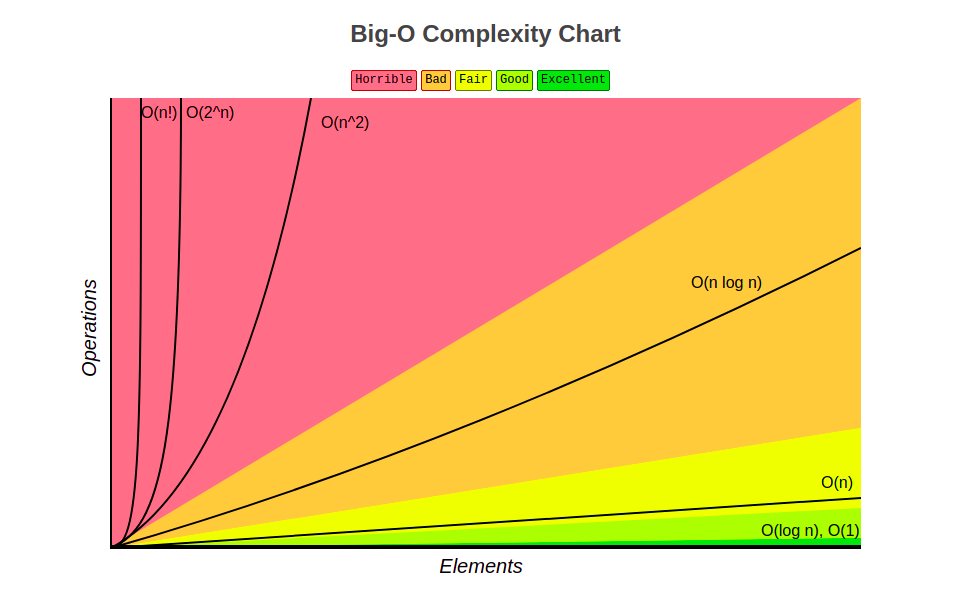 Big-O Complexity Chart
Horrible Bad Fair Good Excellent
O(n!) O(2^n)
O(n^2)
O(n log n)
Operations
O(n)
O(log n), O(1)
Elements